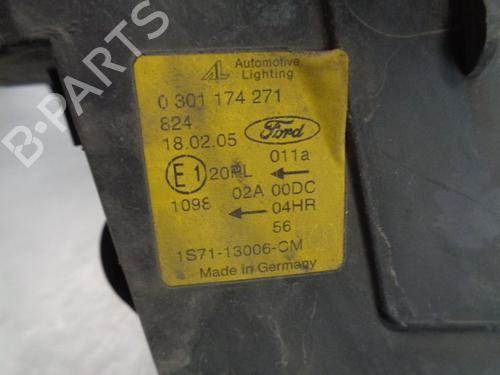 AL Automotive
Lighting
0 301 174 271
824
18.02.05 Ford
E1 20RL 011a
02A 00DC
1098 04HR
56
1S71-13006-CM
Made in Germany
B-PARTS